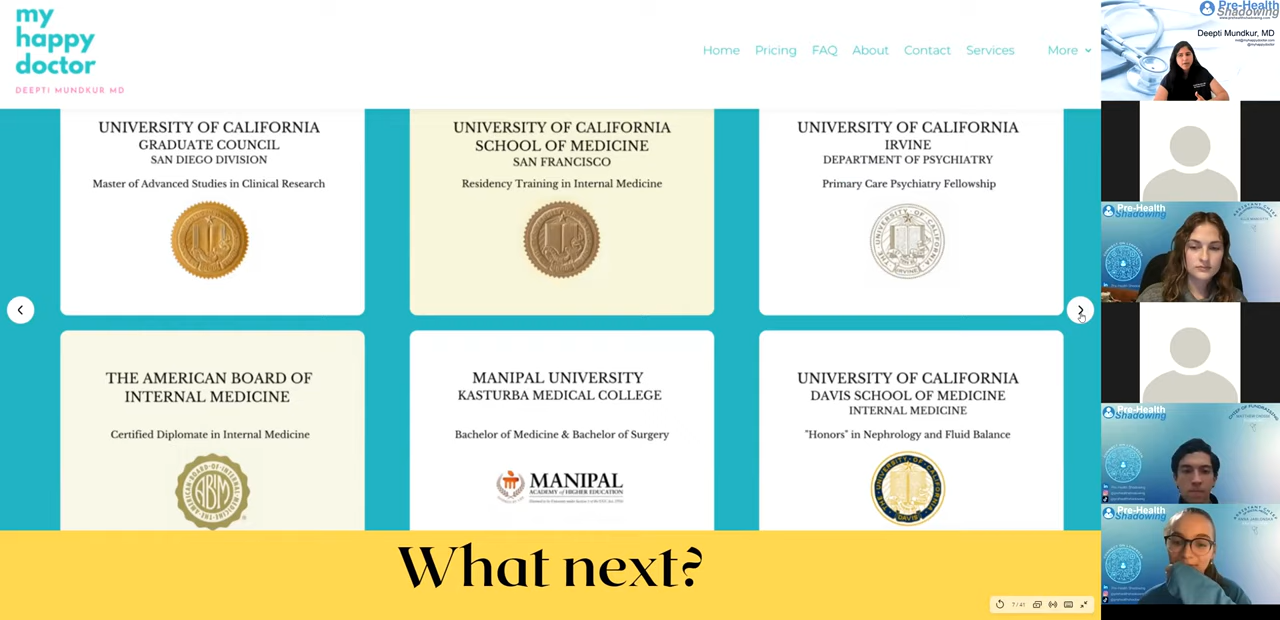 my
happy
doctor
DEEPTI MUNDKUR MD
Home Pricing FAQ About Contact Services More
UNIVERSITY OF CALIFORNIA
GRADUATE COUNCIL
SAN DIEGO DIVISION
Master of Advanced Studies in Clinical Research
UNIVERSITY OF CALIFORNIA
SCHOOL OF MEDICINE
SAN FRANCISCO
Residency Training in Internal Medicine
UNIVERSITY OF CALIFORNIA
IRVINE
DEPARTMENT OF PSYCHIATRY
Primary Care Psychiatry Fellowship
THE AMERICAN BOARD OF
INTERNAL MEDICINE
Certified Diplomate in Internal Medicine
MANIPAL UNIVERSITY
KASTURBA MEDICAL COLLEGE
Bachelor of Medicine & Bachelor of Surgery
MANIPAL
ACADEMY of HIGHER EDUCATION
UNIVERSITY OF CALIFORNIA
DAVIS SCHOOL OF MEDICINE
INTERNAL MEDICINE
"Honors" in Nephrology and Fluid Balance
What next?
7 / 41
Pre-Health
Shadowing
Deepti Mundkur, MD
Pre-Health
Shadowing
Pre-Health
Shadowing
Pre-Health
Shadowing